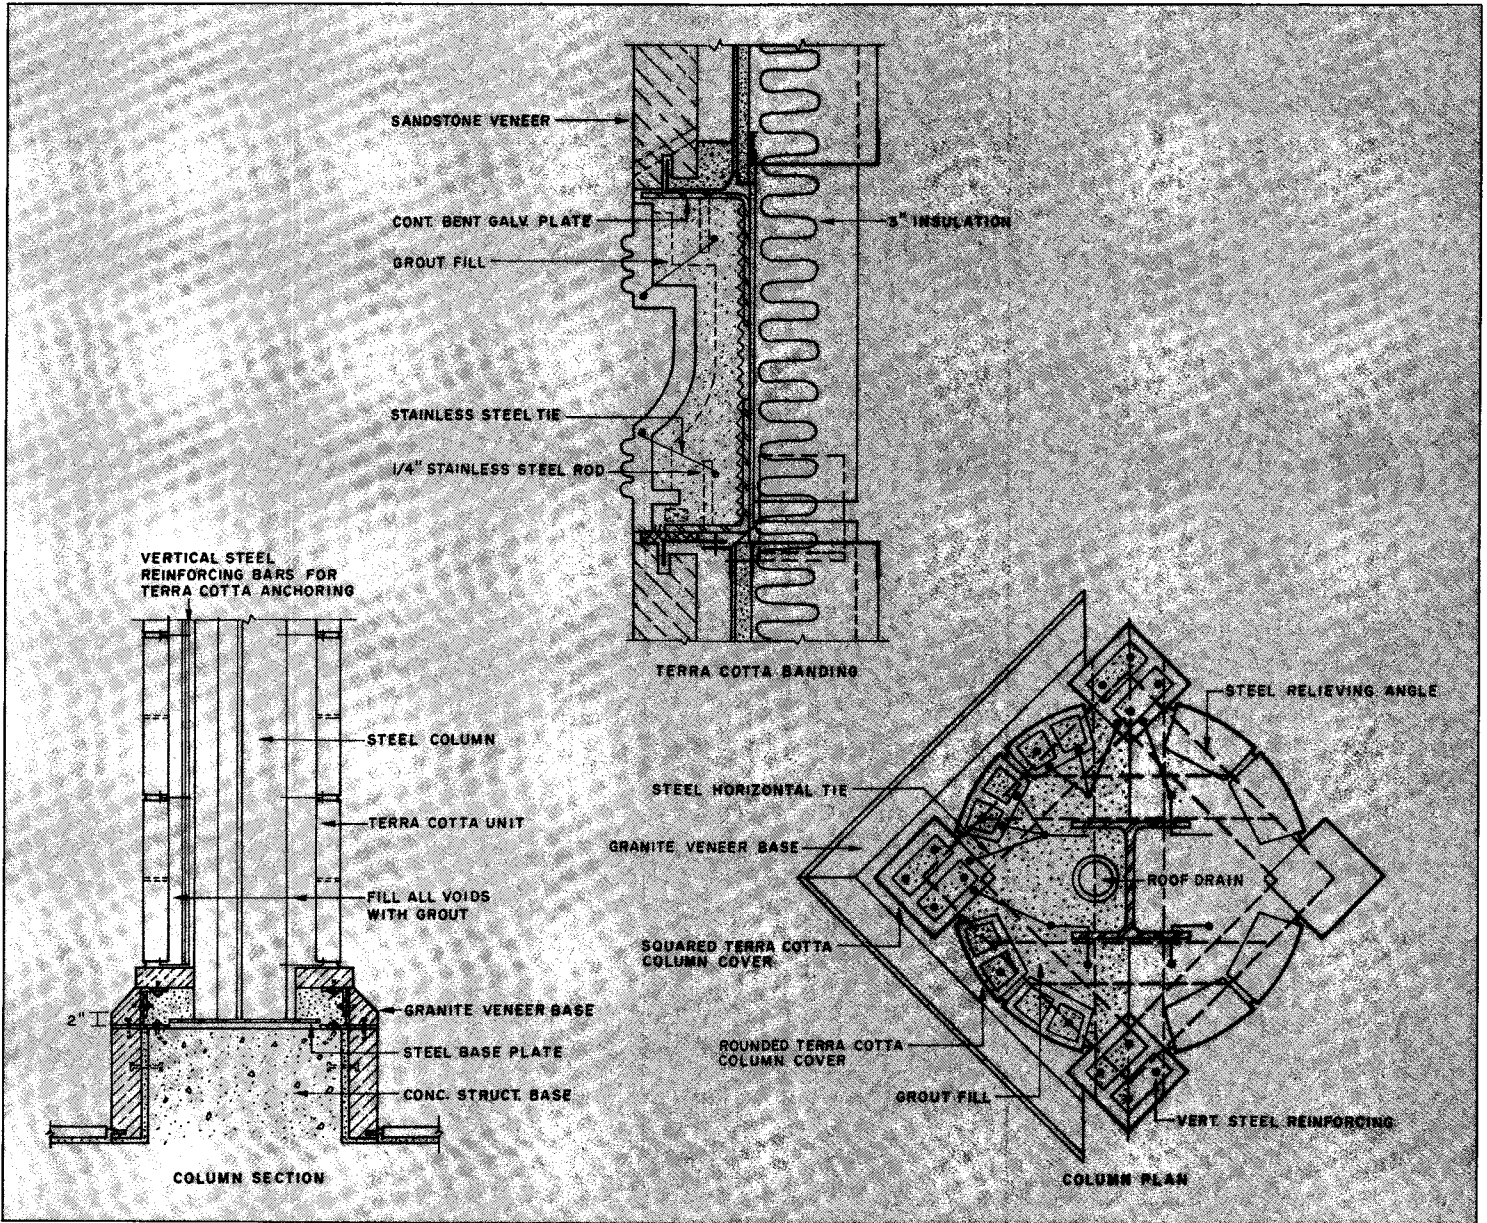 SANDSTONE VENEER
CONT. BENT GALV. PLATE
3" INSULATION
GROUT FILL
STAINLESS STEEL TIE
1/4" STAINLESS STEEL ROD
TERRA COTTA BANDING
VERTICAL STEEL
REINFORCING BARS FOR
TERRA COTTA ANCHORING
STEEL COLUMN
TERRA COTTA UNIT
FILL ALL VOIDS
WITH GROUT
GRANITE VENEER BASE
2"
STEEL BASE PLATE
CONC. STRUCT. BASE
COLUMN SECTION
STEEL RELIEVING ANGLE
STEEL HORIZONTAL TIE
GRANITE VENEER BASE
ROOF DRAIN
SQUARED TERRA COTTA
COLUMN COVER
ROUNDED TERRA COTTA
COLUMN COVER
GROUT FILL
VERT. STEEL REINFORCING
COLUMN PLAN